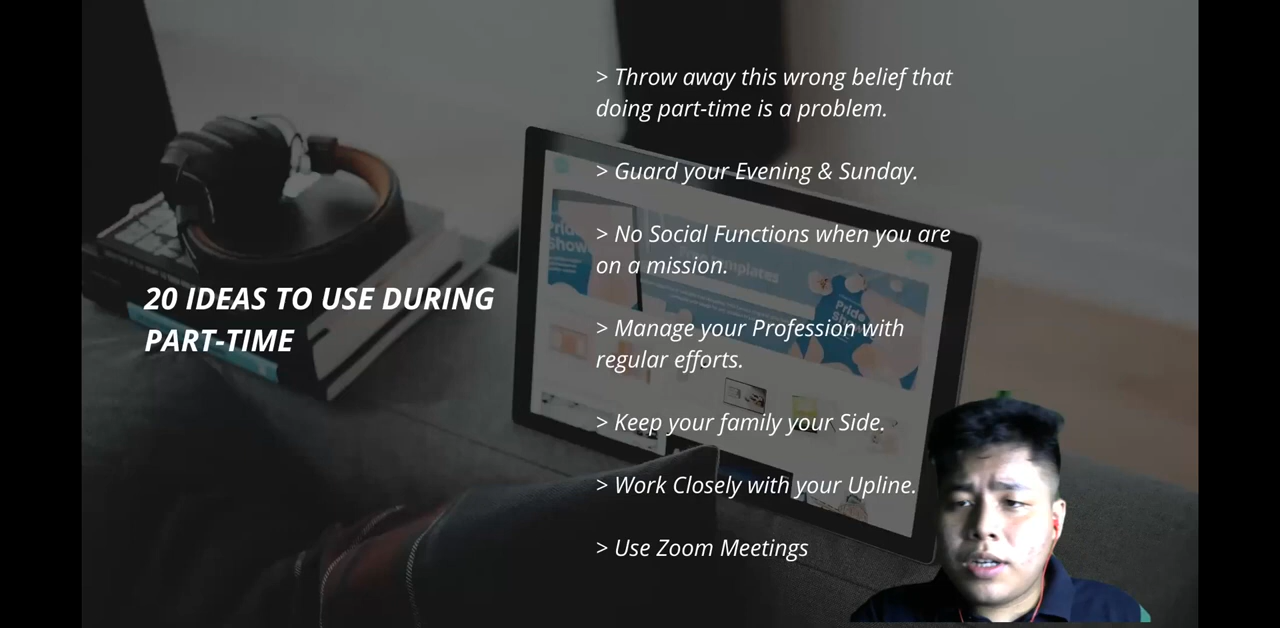 > Throw away this wrong belief that
doing part-time is a problem.
> Guard your Evening & Sunday.
> No Social Functions when you are
on a mission.
> Manage your Profession with
regular efforts.
> Keep your family your Side.
> Work Closely with your Upline.
> Use Zoom Meetings
20 IDEAS TO USE DURING
PART-TIME
Pride
Show